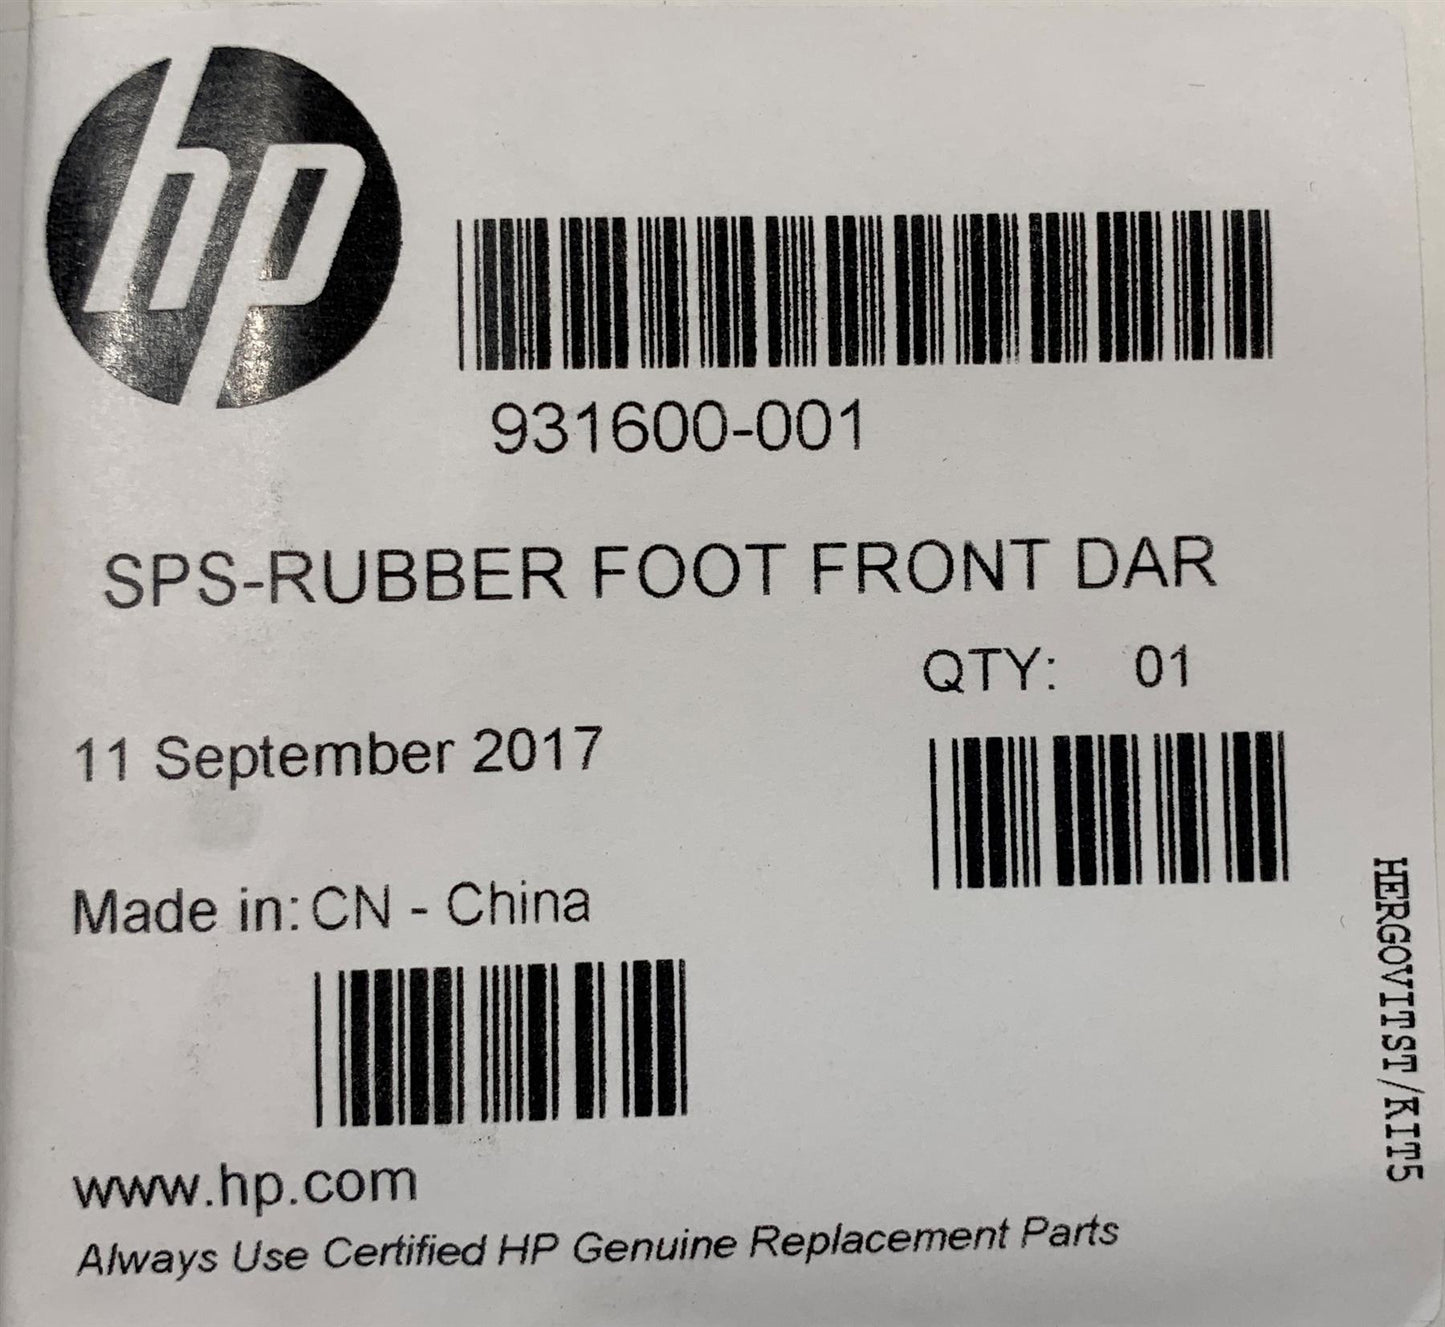 hp
931600-001
SPS-RUBBER FOOT FRONT DAR
QTY: 01
11 September 2017
Made in: CN - China
HERGOVITST/KIT5
www.hp.com
Always Use Certified HP Genuine Replacement Parts